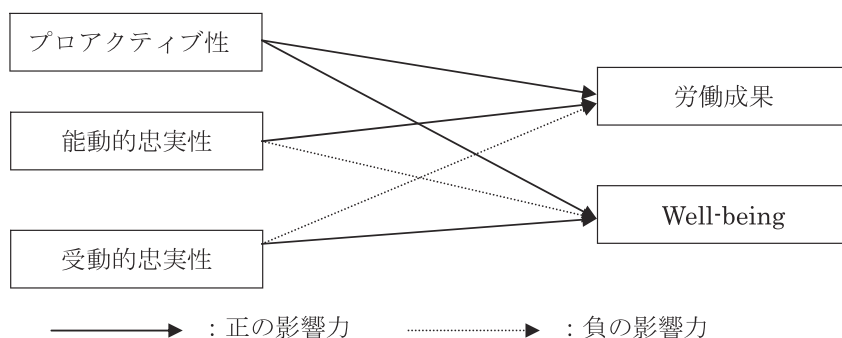 プロアクティブ性
労働成果
能動的忠実性
Well-being
受動的忠実性
：正の影響力　：負の影響力